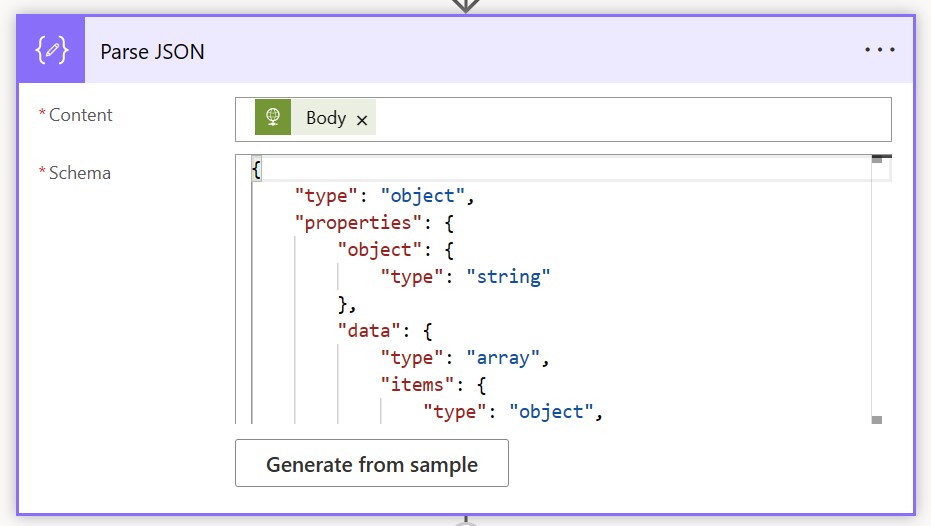 Parse JSON
* Content
Body
* Schema
{
    "type": "object",
    "properties": {
        "object": {
            "type": "string"
        },
        "data": {
            "type": "array",
            "items": {
                "type": "object",
Generate from sample